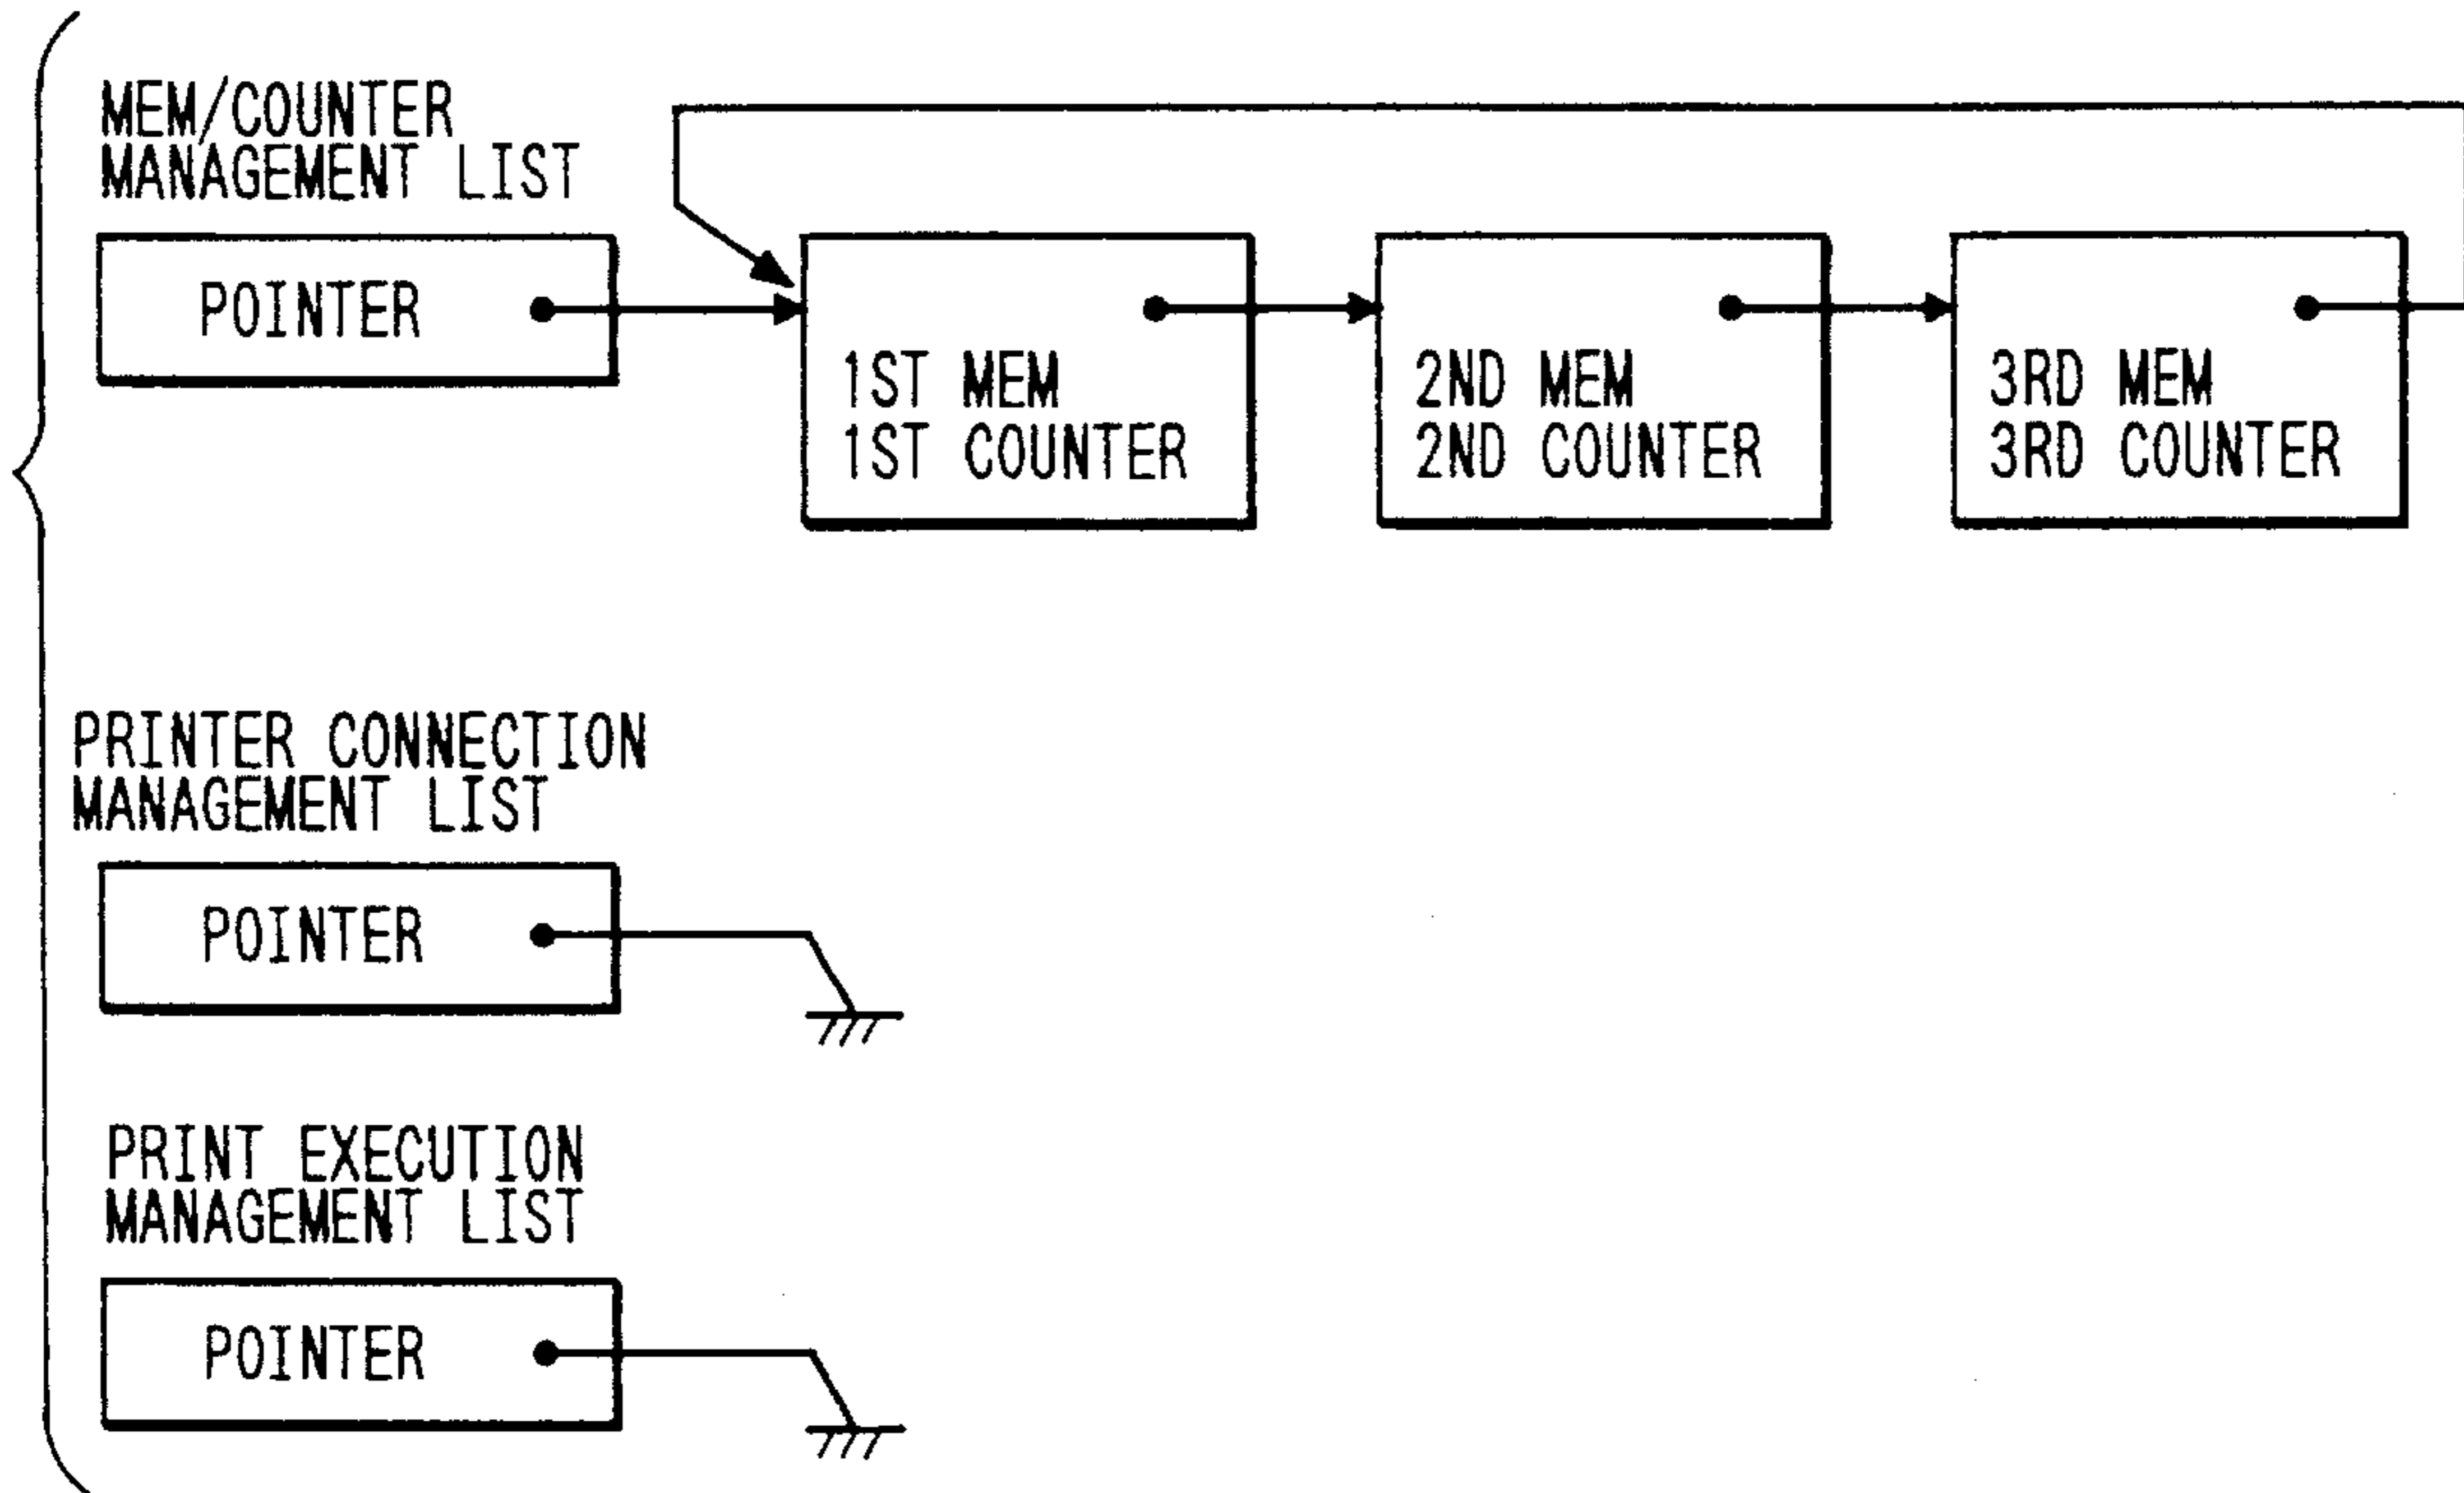 MEM/COUNTER
MANAGEMENT LIST
POINTER
1ST MEM
1ST COUNTER
2ND MEM
2ND COUNTER
3RD MEM
3RD COUNTER
PRINTER CONNECTION
MANAGEMENT LIST
POINTER
PRINT EXECUTION
MANAGEMENT LIST
POINTER